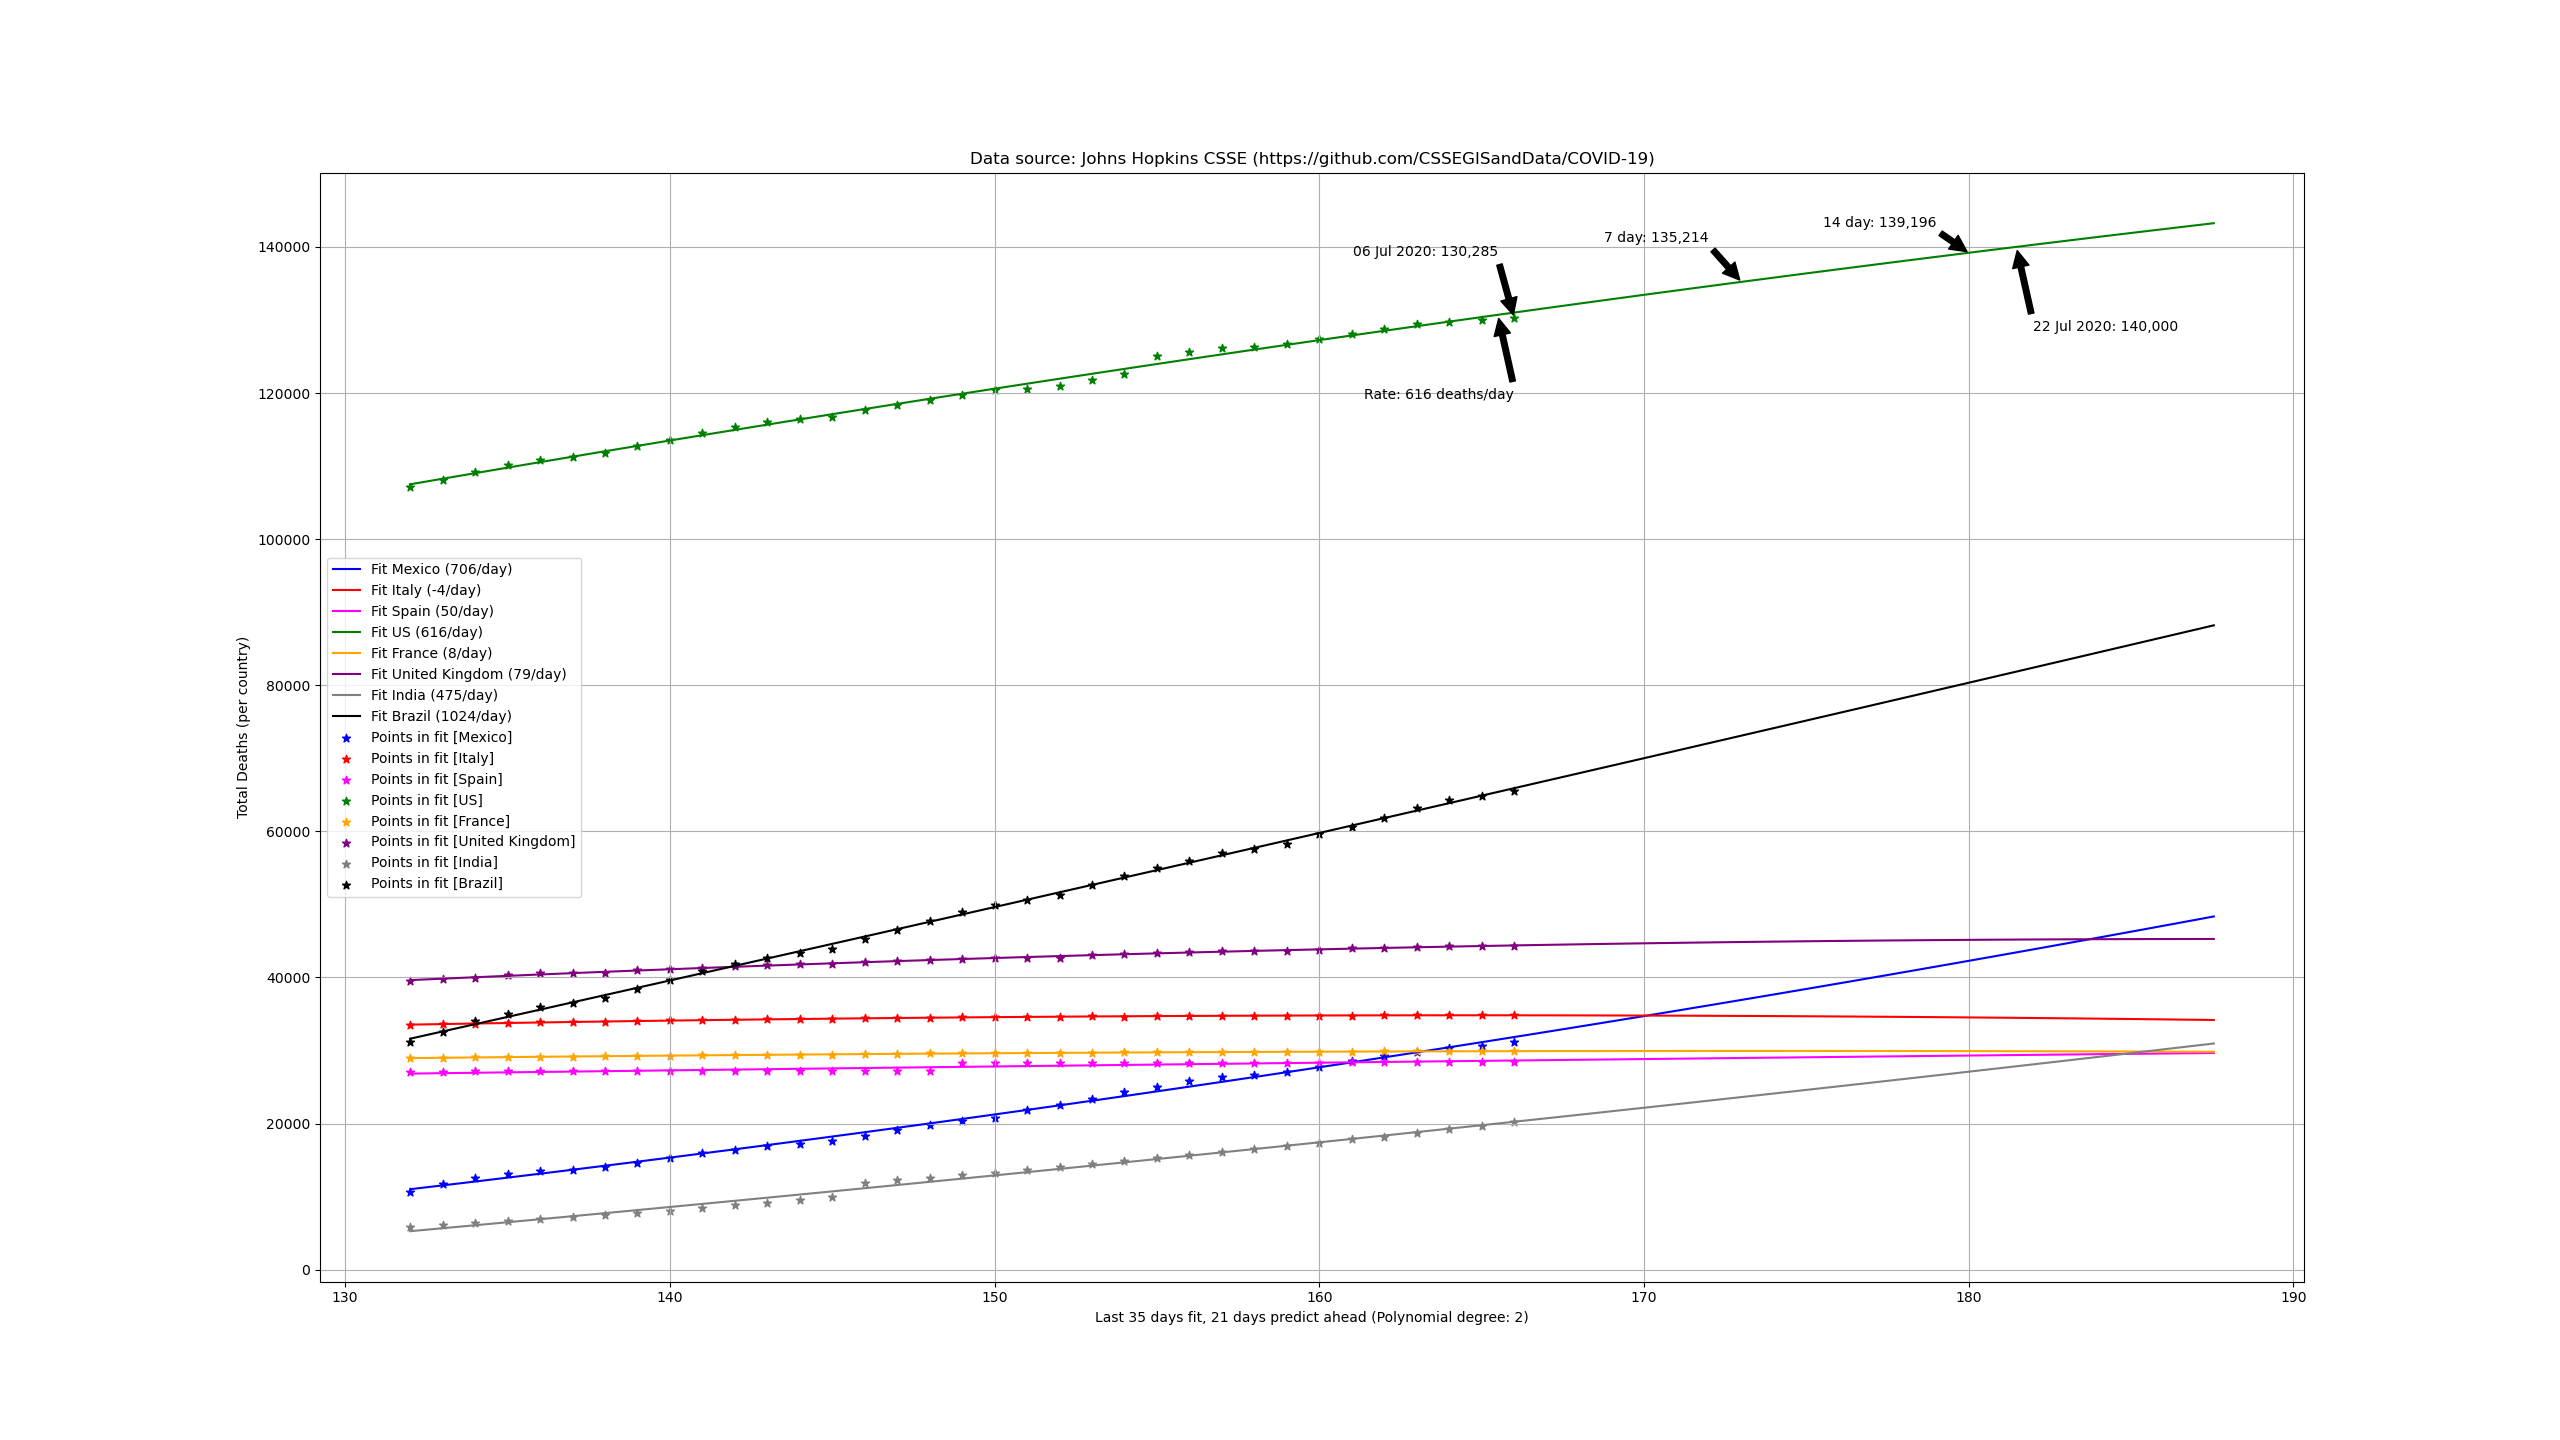 Data source: Johns Hopkins CSSE (https://github.com/CSSEGISandData/COVID-19)
14 day: 139,196
7 day: 135,214
06 Jul 2020: 130,285
22 Jul 2020: 140,000
Rate: 616 deaths/day
140000
120000
100000
80000
60000
40000
20000
0
Total Deaths (per country)
Fit Mexico (706/day)
Fit Italy (-4/day)
Fit Spain (50/day)
Fit US (616/day)
Fit France (8/day)
Fit United Kingdom (79/day)
Fit India (475/day)
Fit Brazil (1024/day)
Points in fit [Mexico]
Points in fit [Italy]
Points in fit [Spain]
Points in fit [US]
Points in fit [France]
Points in fit [United Kingdom]
Points in fit [India]
Points in fit [Brazil]
130 140 150 160 170 180 190
Last 35 days fit, 21 days predict ahead (Polynomial degree: 2)